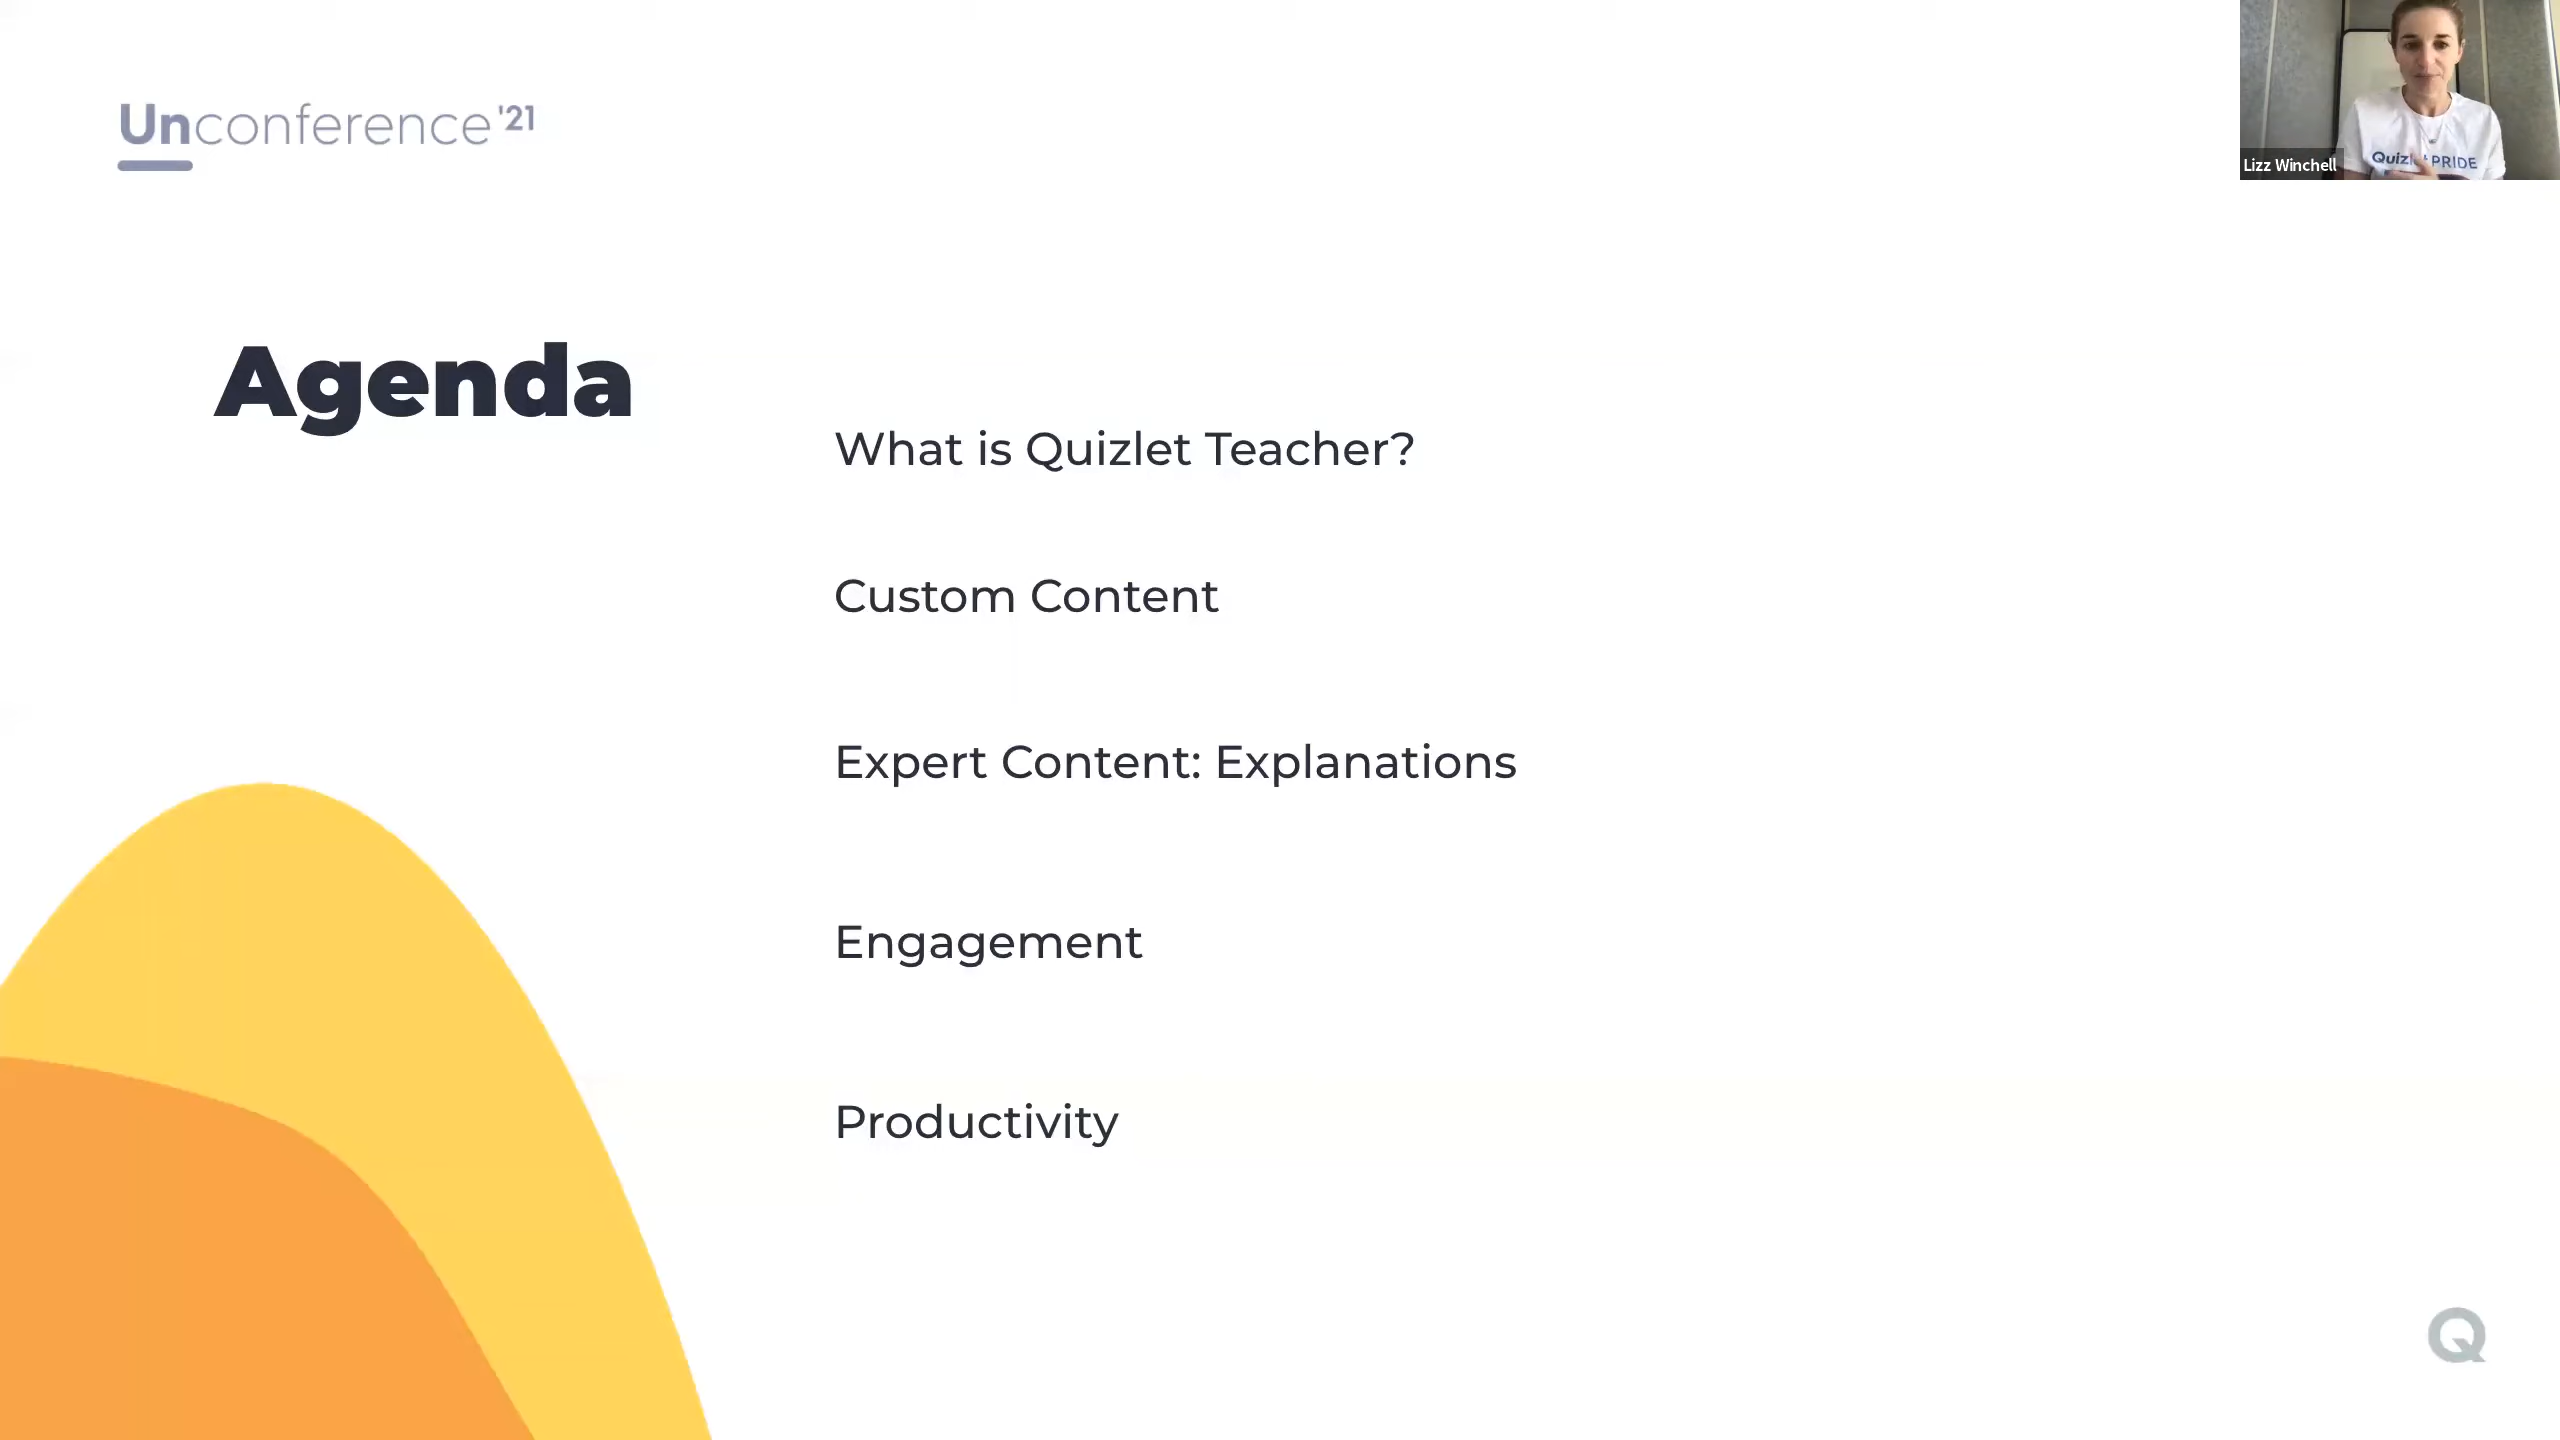 Unconference '21
Lizz Winchell
PRIDE
Agenda
What is Quizlet Teacher?
Custom Content
Expert Content: Explanations
Engagement
Productivity
Q